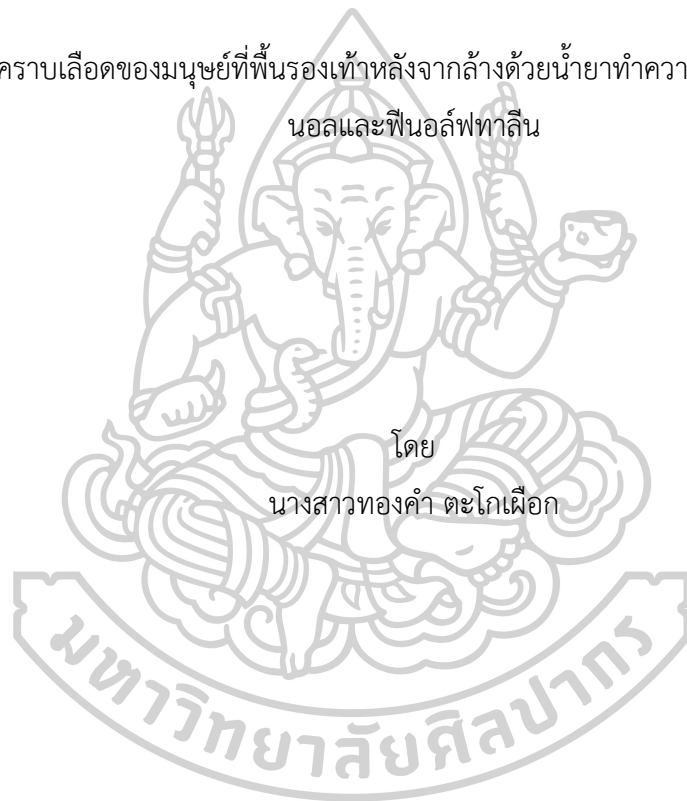 คราบเลือดของมนุษย์ที่พื้นรองเท้าหลังจากล้างด้วยน้ำยาทำควา
นอลและฟีนอล์ฟทาลีน
โดย
นางสาวทองคำ ตะโกเผือก
มหาวิทยาลัยศิลปากร